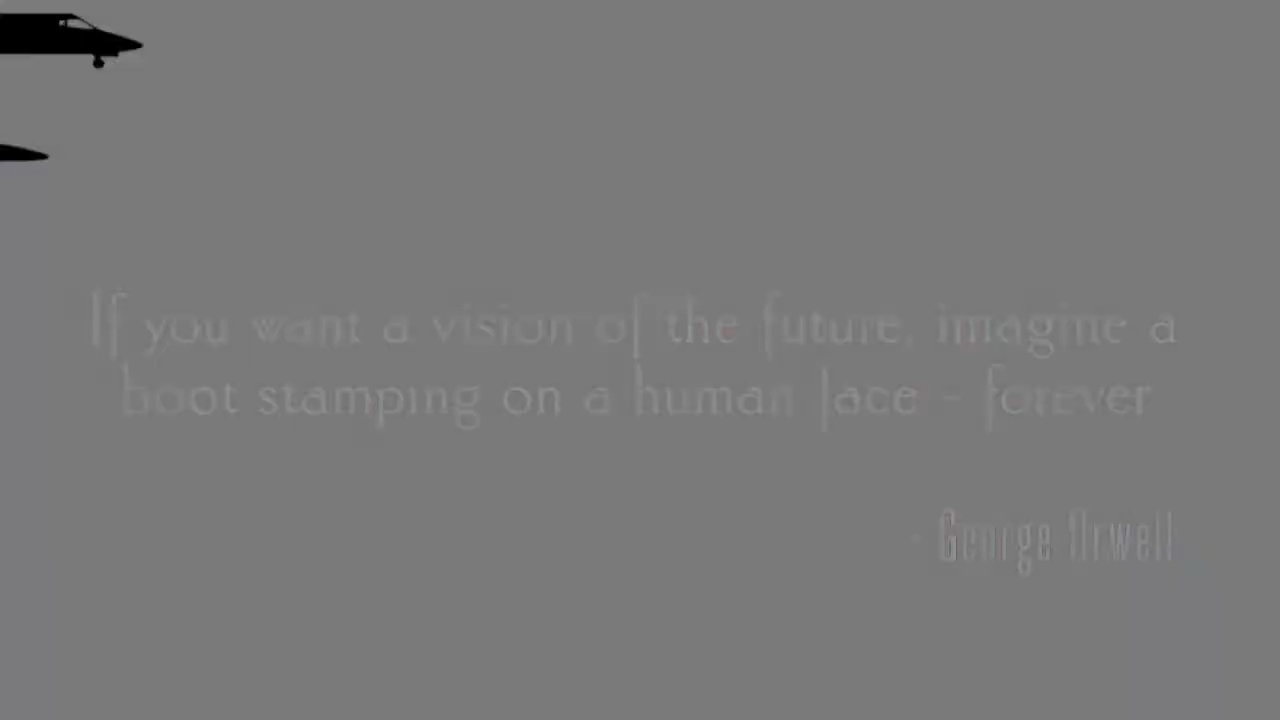 If you want a vision of the future, imagine a
boot stamping on a human face - forever
- George Orwell